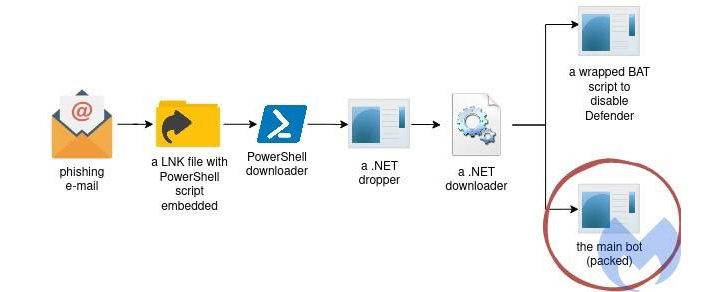 phishing
e-mail
a LNK file with
PowerShell
script
embedded
PowerShell
downloader
a .NET
dropper
a .NET
downloader
a wrapped BAT
script to
disable
Defender
the main bot
(packed)